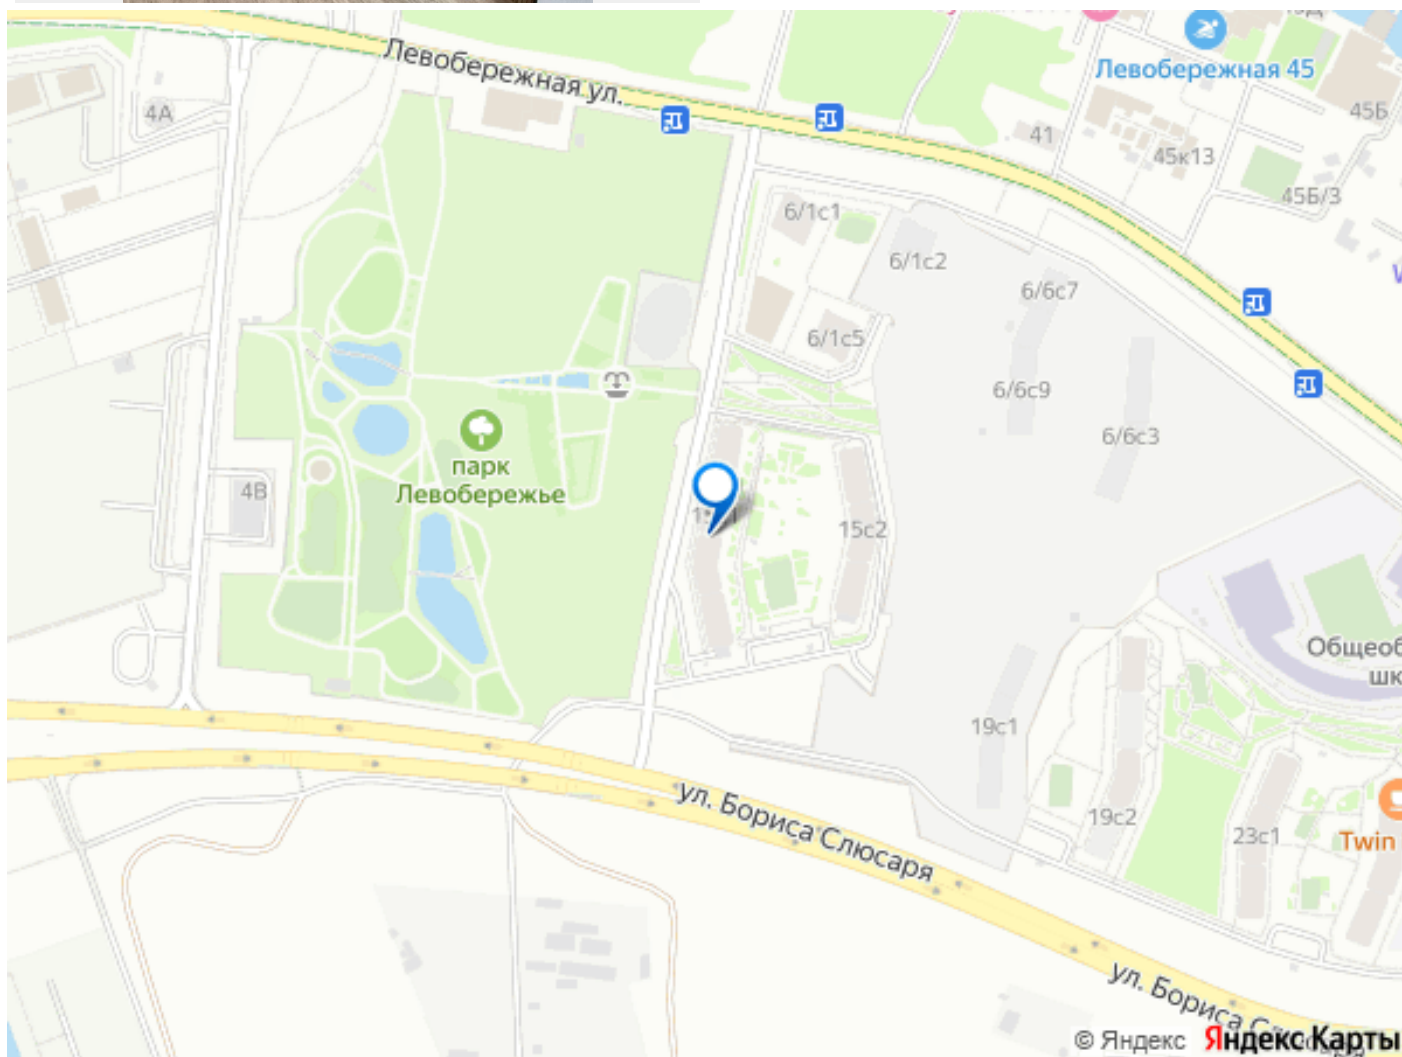 Левобережная ул.
Левобережная 45
4А
41
45Б
45к13
45Б/3
6/1с1
6/1с2
6/6с7
6/1с5
6/6с9
6/6с3
парк
Левобережье
4В
15с2
Общеоб
шк
19с1
19с2
23с1
Twin
ул. Бориса Слюсаря
ул. Бориса
© Яндекс
Яндекс Карты